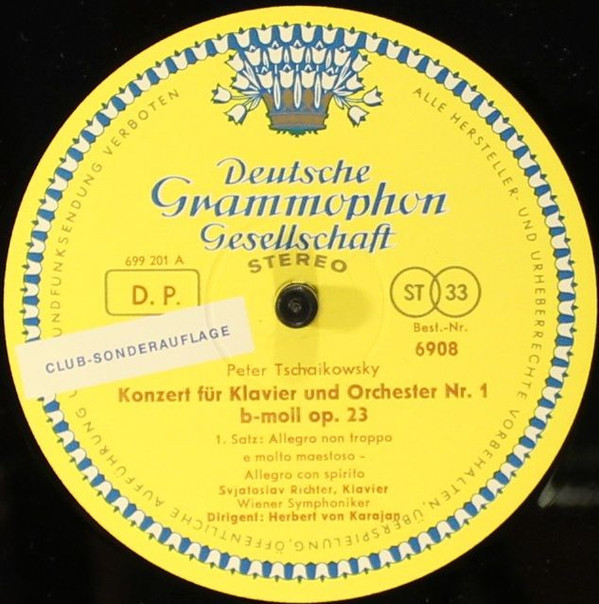 Deutsche
Grammophon
Gesellschaft
STEREO
699 201 A
D. P.
ST 33
Best.-Nr.
6908
CLUB-SONDERAUFLAGE
Peter Tschaikowsky
Konzert für Klavier und Orchester Nr. 1
b-moll op. 23
1. Satz: Allegro non troppo
e molto maestoso -
Allegro con spirito
Svjatoslav Richter, Klavier
Wiener Symphoniker
Dirigent: Herbert von Karajan
ALLE HERSTELLER- UND URHEBERRECHTE VORBEHALTEN, ÜBERSPIELUNG, ÖFFENTLICHE AUFFÜHRUNG UNDFUNKSENDUNG VERBOTEN